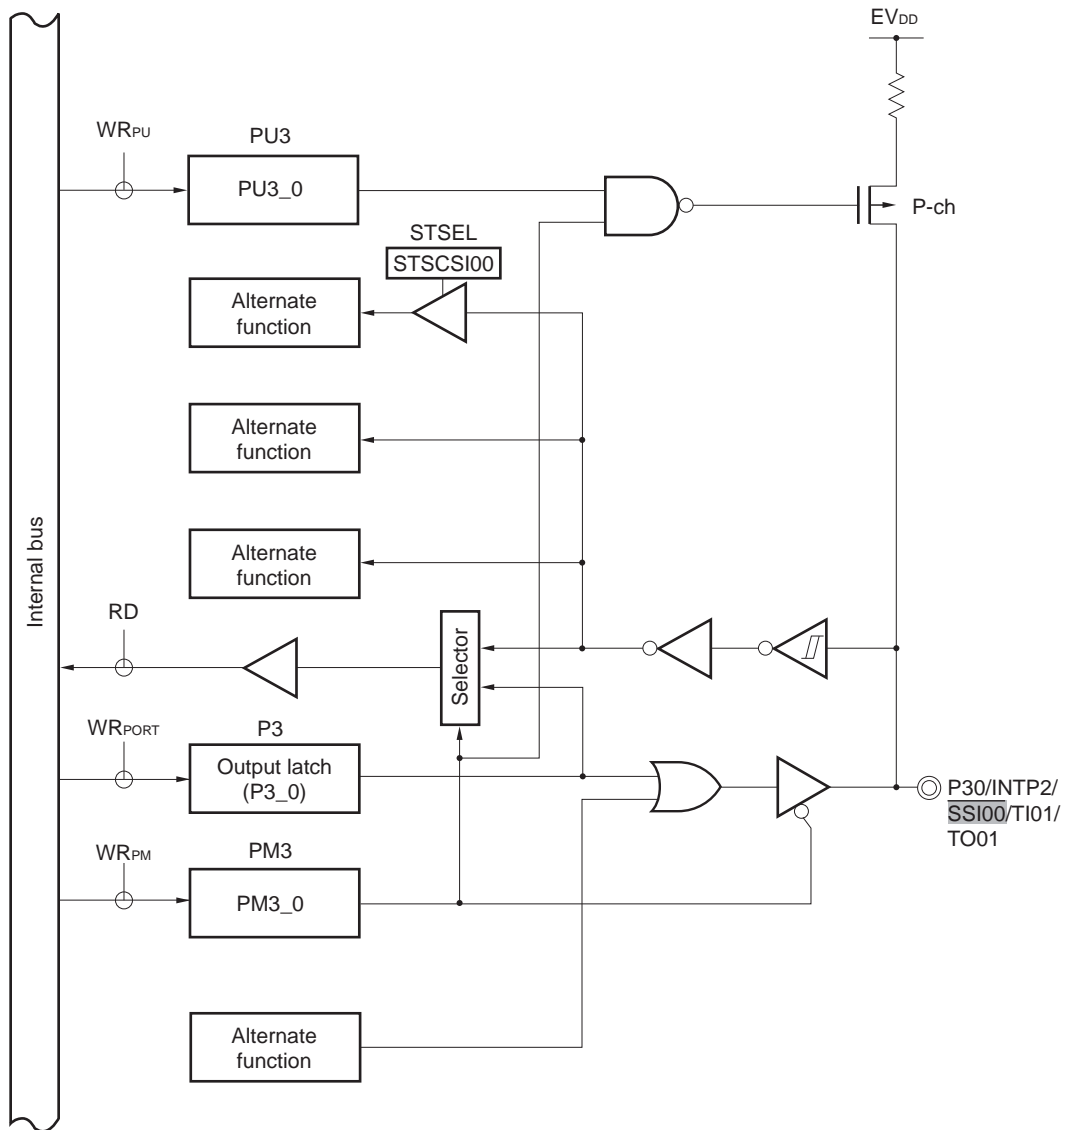 EVDD
WRPU
PU3
PU3_0
P-ch
STSEL
STSCSI00
Alternate
function
Alternate
function
Alternate
function
Internal bus
RD
Selector
WRPORT
P3
Output latch
(P3_0)
P30/INTP2/
SSI00/TI01/
TO01
WRPM
PM3
PM3_0
Alternate
function